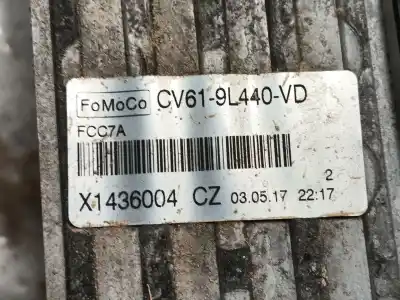 FoMoCo CV61-9L440-VD
FCC7A
2
X1436004 CZ 03.05.17 22:17